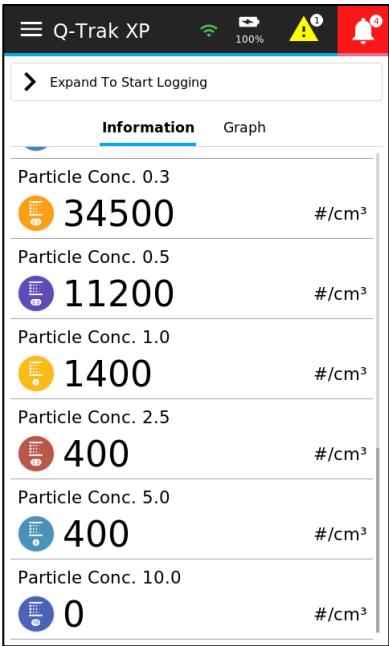 Q-Trak XP 100% 1 4
Expand To Start Logging
Information Graph
Particle Conc. 0.3
34500 #/cm³
Particle Conc. 0.5
11200 #/cm³
Particle Conc. 1.0
1400 #/cm³
Particle Conc. 2.5
400 #/cm³
Particle Conc. 5.0
400 #/cm³
Particle Conc. 10.0
0 #/cm³